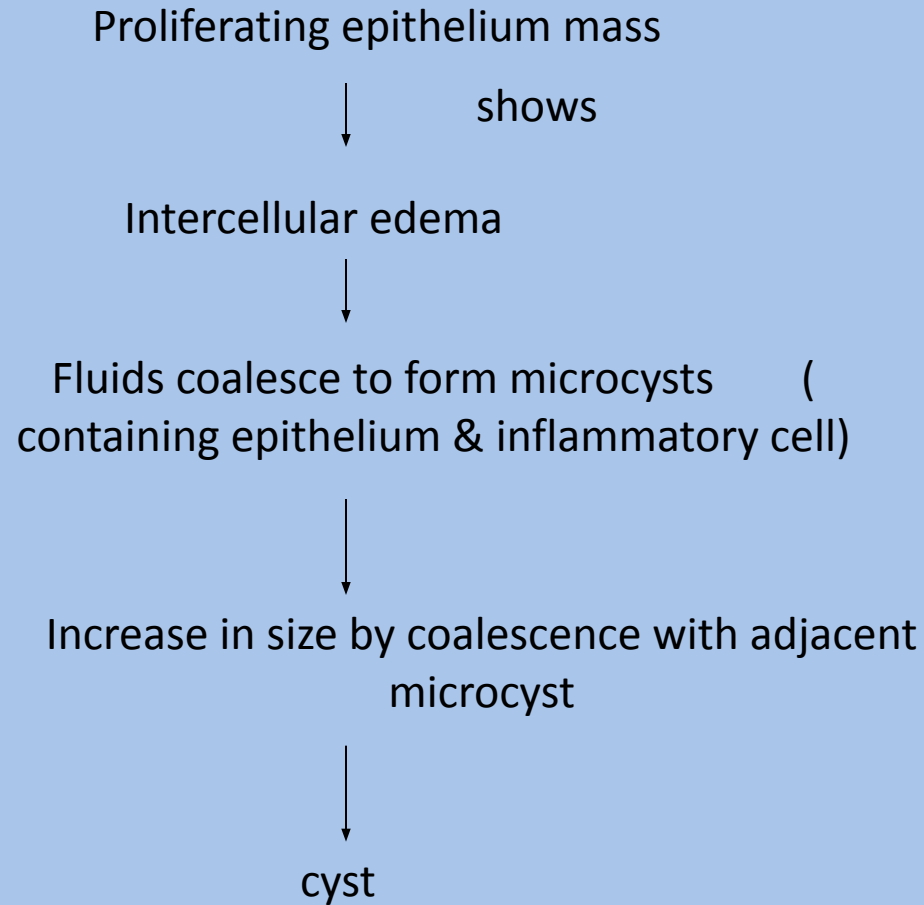 Proliferating epithelium mass
shows
Intercellular edema
Fluids coalesce to form microcysts (
containing epithelium & inflammatory cell)
Increase in size by coalescence with adjacent
microcyst
cyst